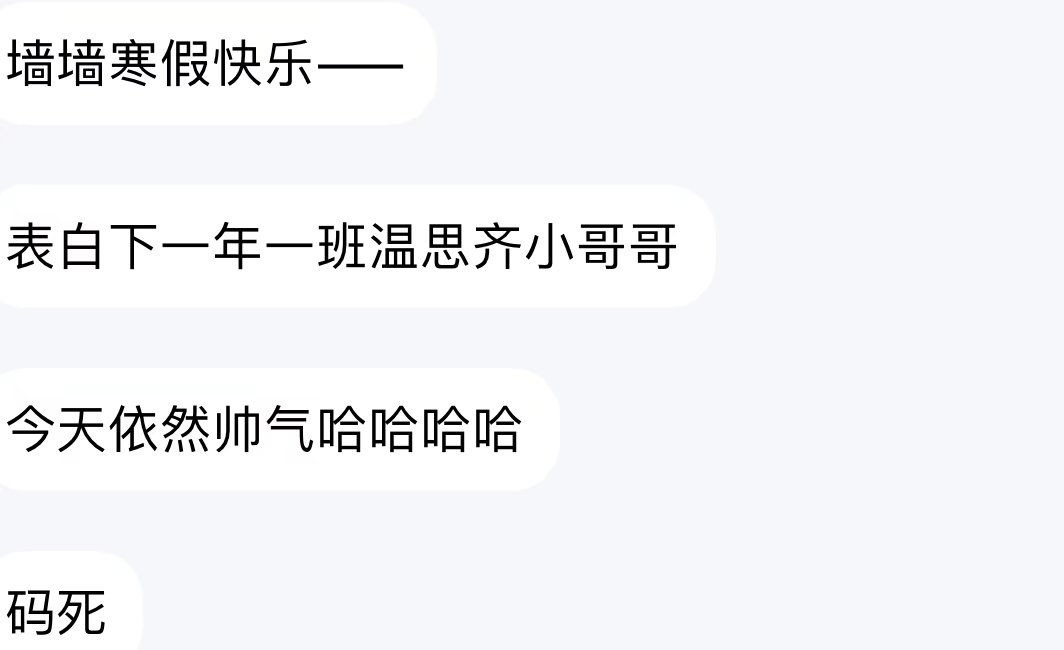 墙墙寒假快乐——
表白下一年一班温思齐小哥哥
今天依然帅气哈哈哈哈
码死